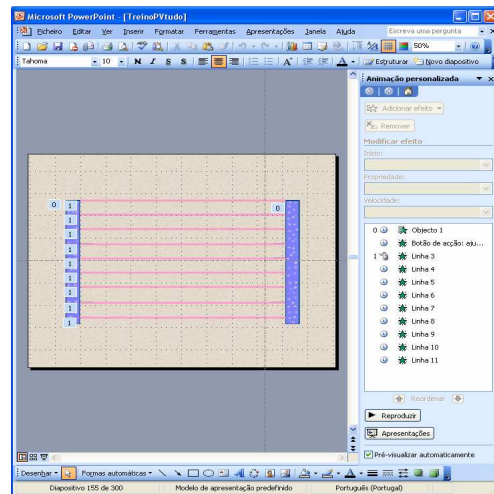 Microsoft PowerPoint - [TreinoPVtudo]
Ficheiro Editar Ver Inserir Formatar Ferramentas Apresentações Janela Ajuda Escreva uma pergunta
50%
Tahoma 10 N I S S Estruturar Novo diapositivo
Animação personalizada
Adicionar efeito
Remover
Modificar efeito
Início:
Propriedade:
Velocidade:
0 Objecto 1
Botão de acção: aju...
1 Linha 3
Linha 4
Linha 5
Linha 6
Linha 7
Linha 8
Linha 9
Linha 10
Linha 11
0 1 0
1
1
1
1
1
1
1
1
Reordenar
Reproduzir
Apresentações
Pré-visualizar automaticamente
Desenhar Formas automáticas
Diapositivo 155 de 300 Modelo de apresentação predefinido Português (Portugal)